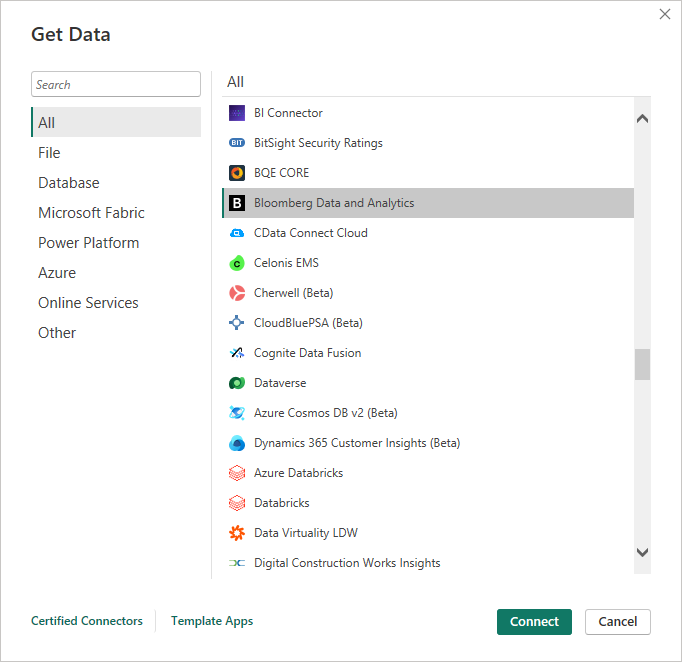 Get Data
Search
All
File
Database
Microsoft Fabric
Power Platform
Azure
Online Services
Other
All
BI Connector
BIT BitSight Security Ratings
BQE CORE
B Bloomberg Data and Analytics
CData Connect Cloud
C Celonis EMS
Cherwell (Beta)
CloudBluePSA (Beta)
Cognite Data Fusion
Dataverse
Azure Cosmos DB v2 (Beta)
Dynamics 365 Customer Insights (Beta)
Azure Databricks
Databricks
Data Virtuality LDW
Digital Construction Works Insights
Certified Connectors
Template Apps
Connect
Cancel